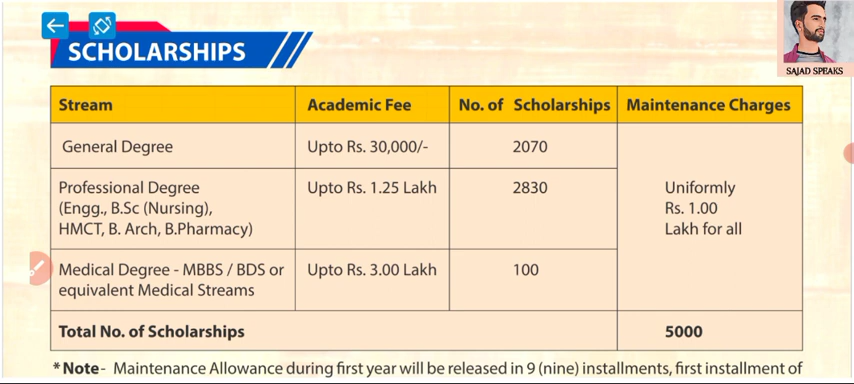 SAJAD SPEAKS
SCHOLARSHIPS
Stream Academic Fee No. of Scholarships Maintenance Charges
General Degree Upto Rs. 30,000/- 2070
Professional Degree Upto Rs. 1.25 Lakh 2830 Uniformly
(Engg., B.Sc (Nursing), Rs. 1.00
HMCT, B. Arch, B.Pharmacy) Lakh for all
Medical Degree - MBBS / BDS or Upto Rs. 3.00 Lakh 100
equivalent Medical Streams
Total No. of Scholarships 5000
*Note- Maintenance Allowance during first year will be released in 9 (nine) installments, first installment of